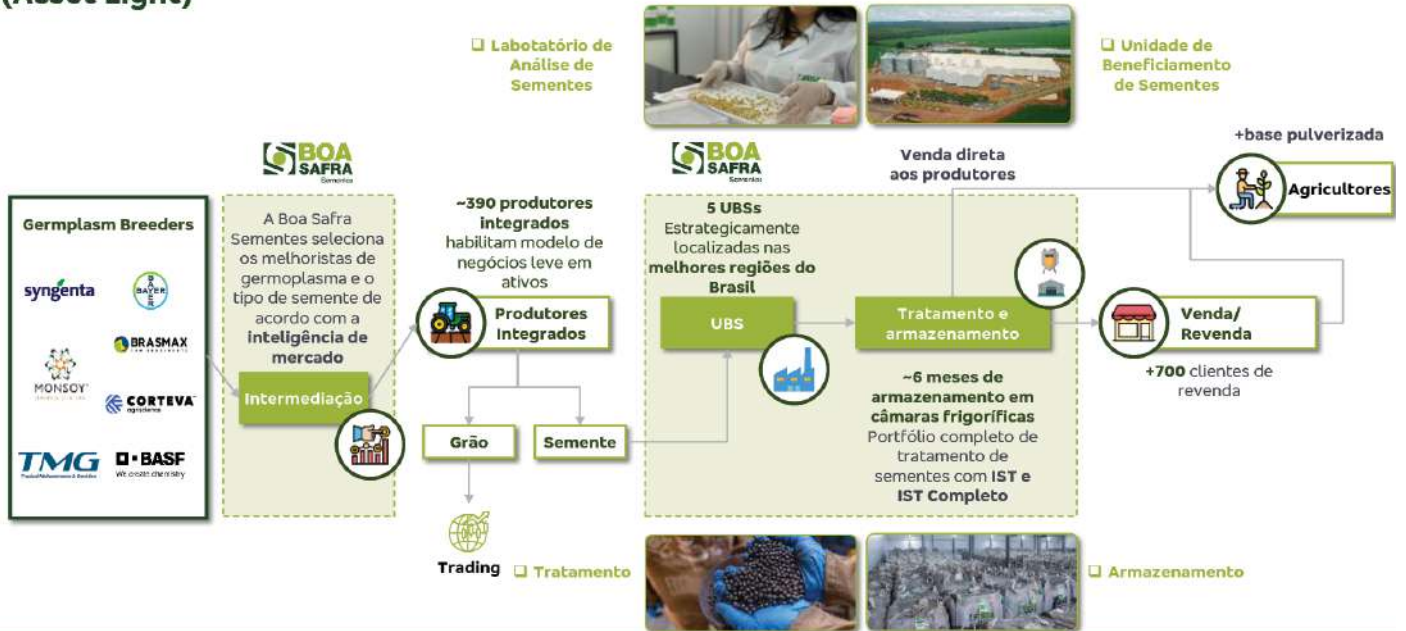 (Asset Light)
❑ Labotatório de
Análise de
Sementes
❑ Unidade de
Beneficiamento
de Sementes
BOA
SAFRA
Sementes
BOA
SAFRA
Sementes
Venda direta
aos produtores
+base pulverizada
Agricultores
Germplasm Breeders
syngenta
BAYER
BRASMAX
MONSOY
CORTEVA
agriscience
TMG
BASF
We create chemistry
A Boa Safra
Sementes seleciona
os melhoristas de
germoplasma e o
tipo de semente de
acordo com a
inteligência de
mercado
Intermediação
~390 produtores
integrados
habilitam modelo de
negócios leve em
ativos
Produtores
Integrados
Grão
Semente
Trading
5 UBSs
Estrategicamente
localizadas nas
melhores regiões do
Brasil
UBS
Tratamento e
armazenamento
~6 meses de
armazenamento em
câmaras frigoríficas
Portfólio completo de
tratamento de
sementes com IST e
IST Completo
Venda/
Revenda
+700 clientes de
revenda
❑ Tratamento
❑ Armazenamento